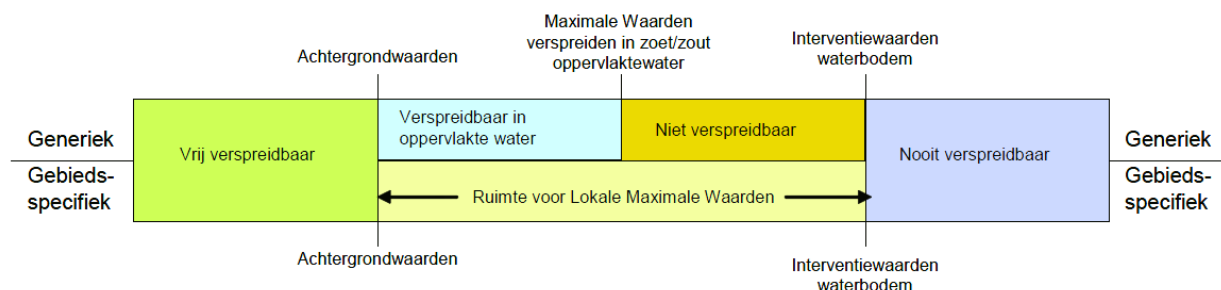 Maximale Waarden
verspreiden in zoet/zout
oppervlaktewater
Interventiewaarden
waterbodem
Achtergrondwaarden
Generiek
Gebieds-
specifiek
Vrij verspreidbaar
Verspreidbaar in
oppervlakte water
Niet verspreidbaar
Nooit verspreidbaar
Ruimte voor Lokale Maximale Waarden
Generiek
Gebieds-
specifiek
Achtergrondwaarden
Interventiewaarden
waterbodem